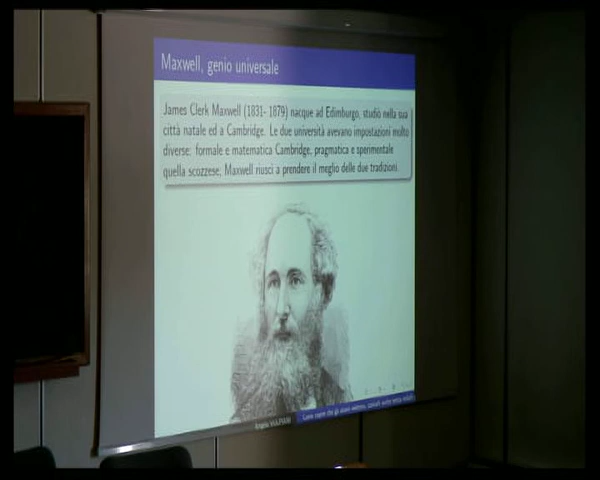 Maxwell, genio universale
James Clerk Maxwell (1831- 1879) nacque ad Edimburgo, studiò nella sua
città natale ed a Cambridge. Le due università avevano impostazioni molto
diverse: formale e matematica Cambridge, pragmatica e sperimentale
quella scozzese; Maxwell riuscì a prendere il meglio delle due tradizioni.
Angelo VULPIANI